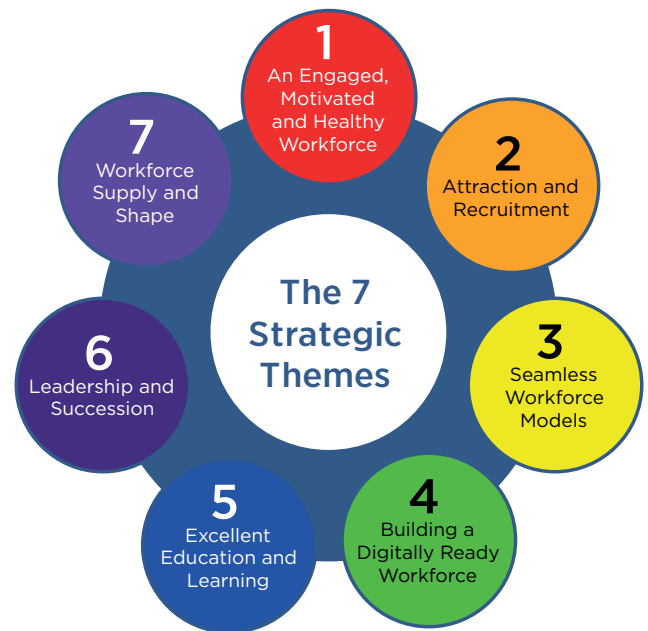 1
An Engaged,
Motivated
and Healthy
Workforce
2
Attraction and
Recruitment
3
Seamless
Workforce
Models
4
Building a
Digitally Ready
Workforce
5
Excellent
Education and
Learning
6
Leadership and
Succession
7
Workforce
Supply and
Shape
The 7
Strategic
Themes